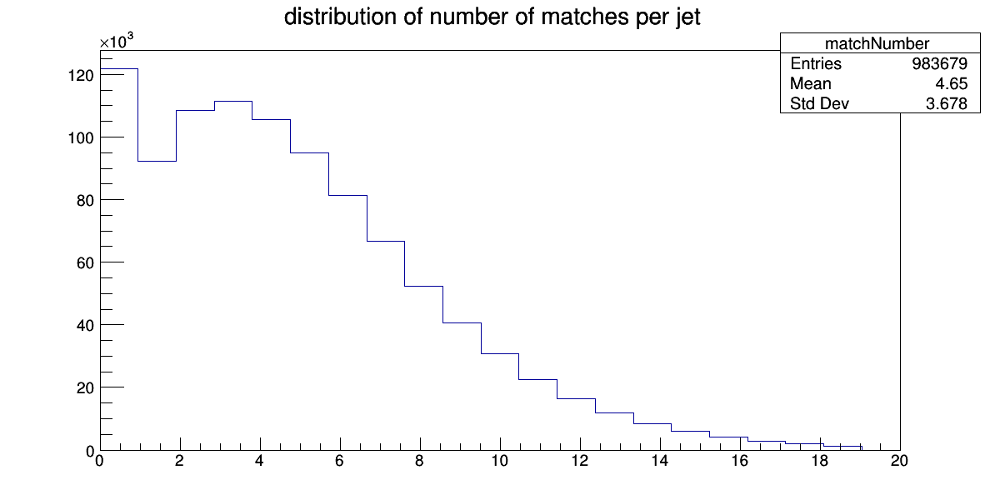 distribution of number of matches per jet
×10³
matchNumber
Entries 983679
Mean 4.65
Std Dev 3.678
120
100
80
60
40
20
0
0 2 4 6 8 10 12 14 16 18 20